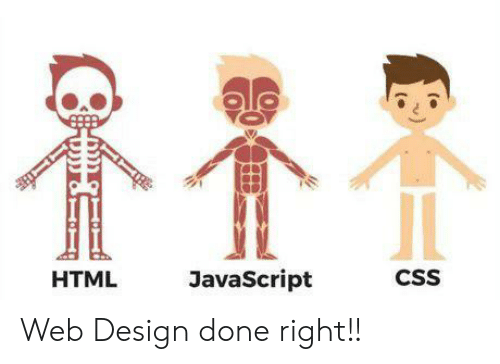 HTML JavaScript CSS
Web Design done right!!